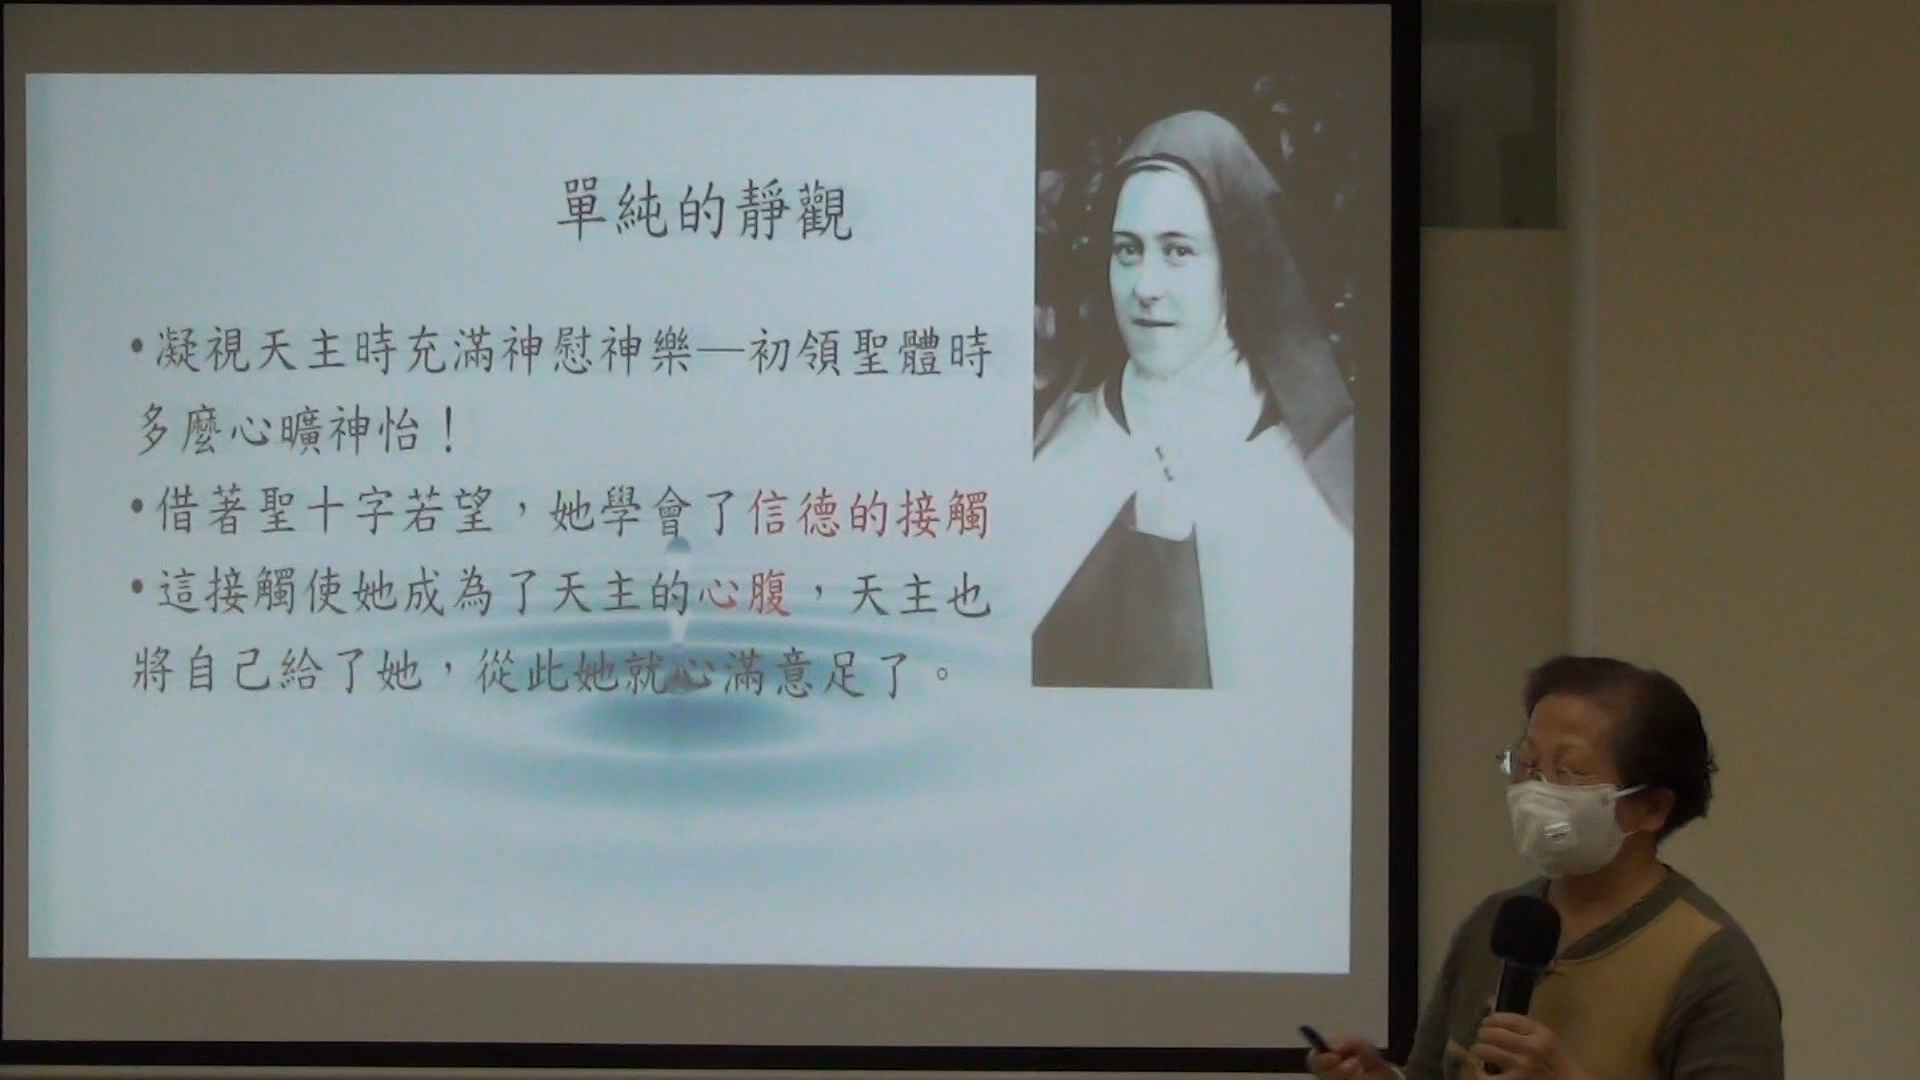 單純的靜觀
•凝視天主時充滿神慰神樂—初領聖體時
多麼心曠神怡！
•借著聖十字若望，她學會了信德的接觸
•這接觸使她成為了天主的心腹，天主也
將自己給了她，從此她就心滿意足了。